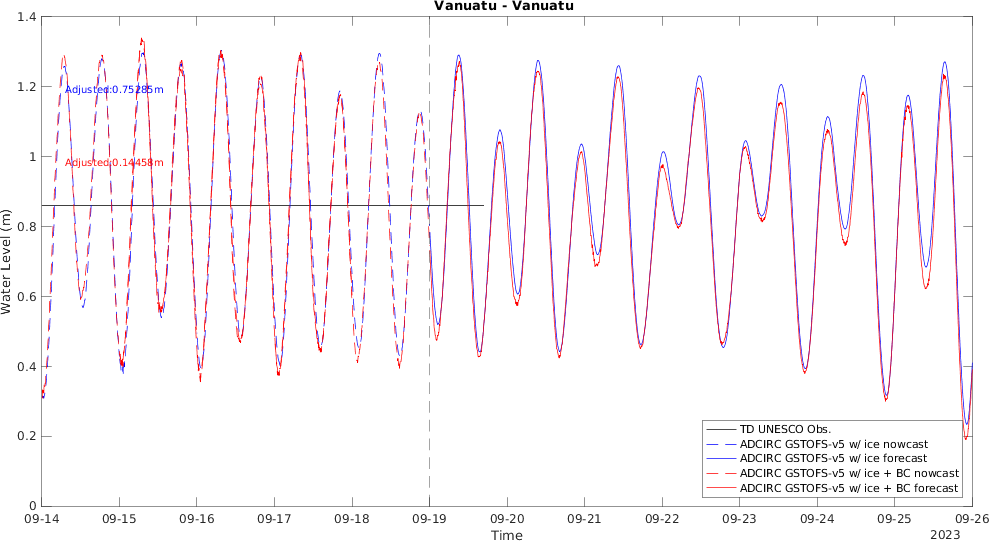 Vanuatu - Vanuatu
1.4
1.2
1
0.8
0.6
0.4
0.2
0
Water Level (m)
Adjusted:0.75285m
Adjusted:0.14458m
TD UNESCO Obs.
ADCIRC GSTOFS-v5 w/ ice nowcast
ADCIRC GSTOFS-v5 w/ ice forecast
ADCIRC GSTOFS-v5 w/ ice + BC nowcast
ADCIRC GSTOFS-v5 w/ ice + BC forecast
09-14 09-15 09-16 09-17 09-18 09-19 09-20 09-21 09-22 09-23 09-24 09-25 09-26
Time
2023